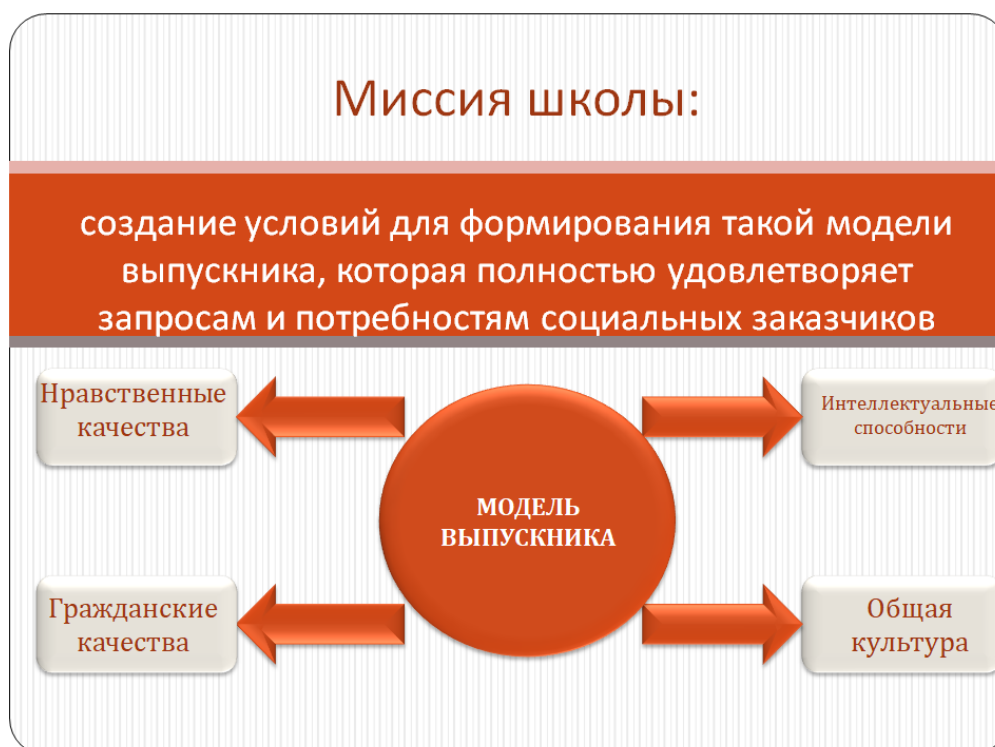 Миссия школы:
создание условий для формирования такой модели
выпускника, которая полностью удовлетворяет
запросам и потребностям социальных заказчиков
Нравственные
качества
Интеллектуальные
способности
МОДЕЛЬ
ВЫПУСКНИКА
Гражданские
качества
Общая
культура